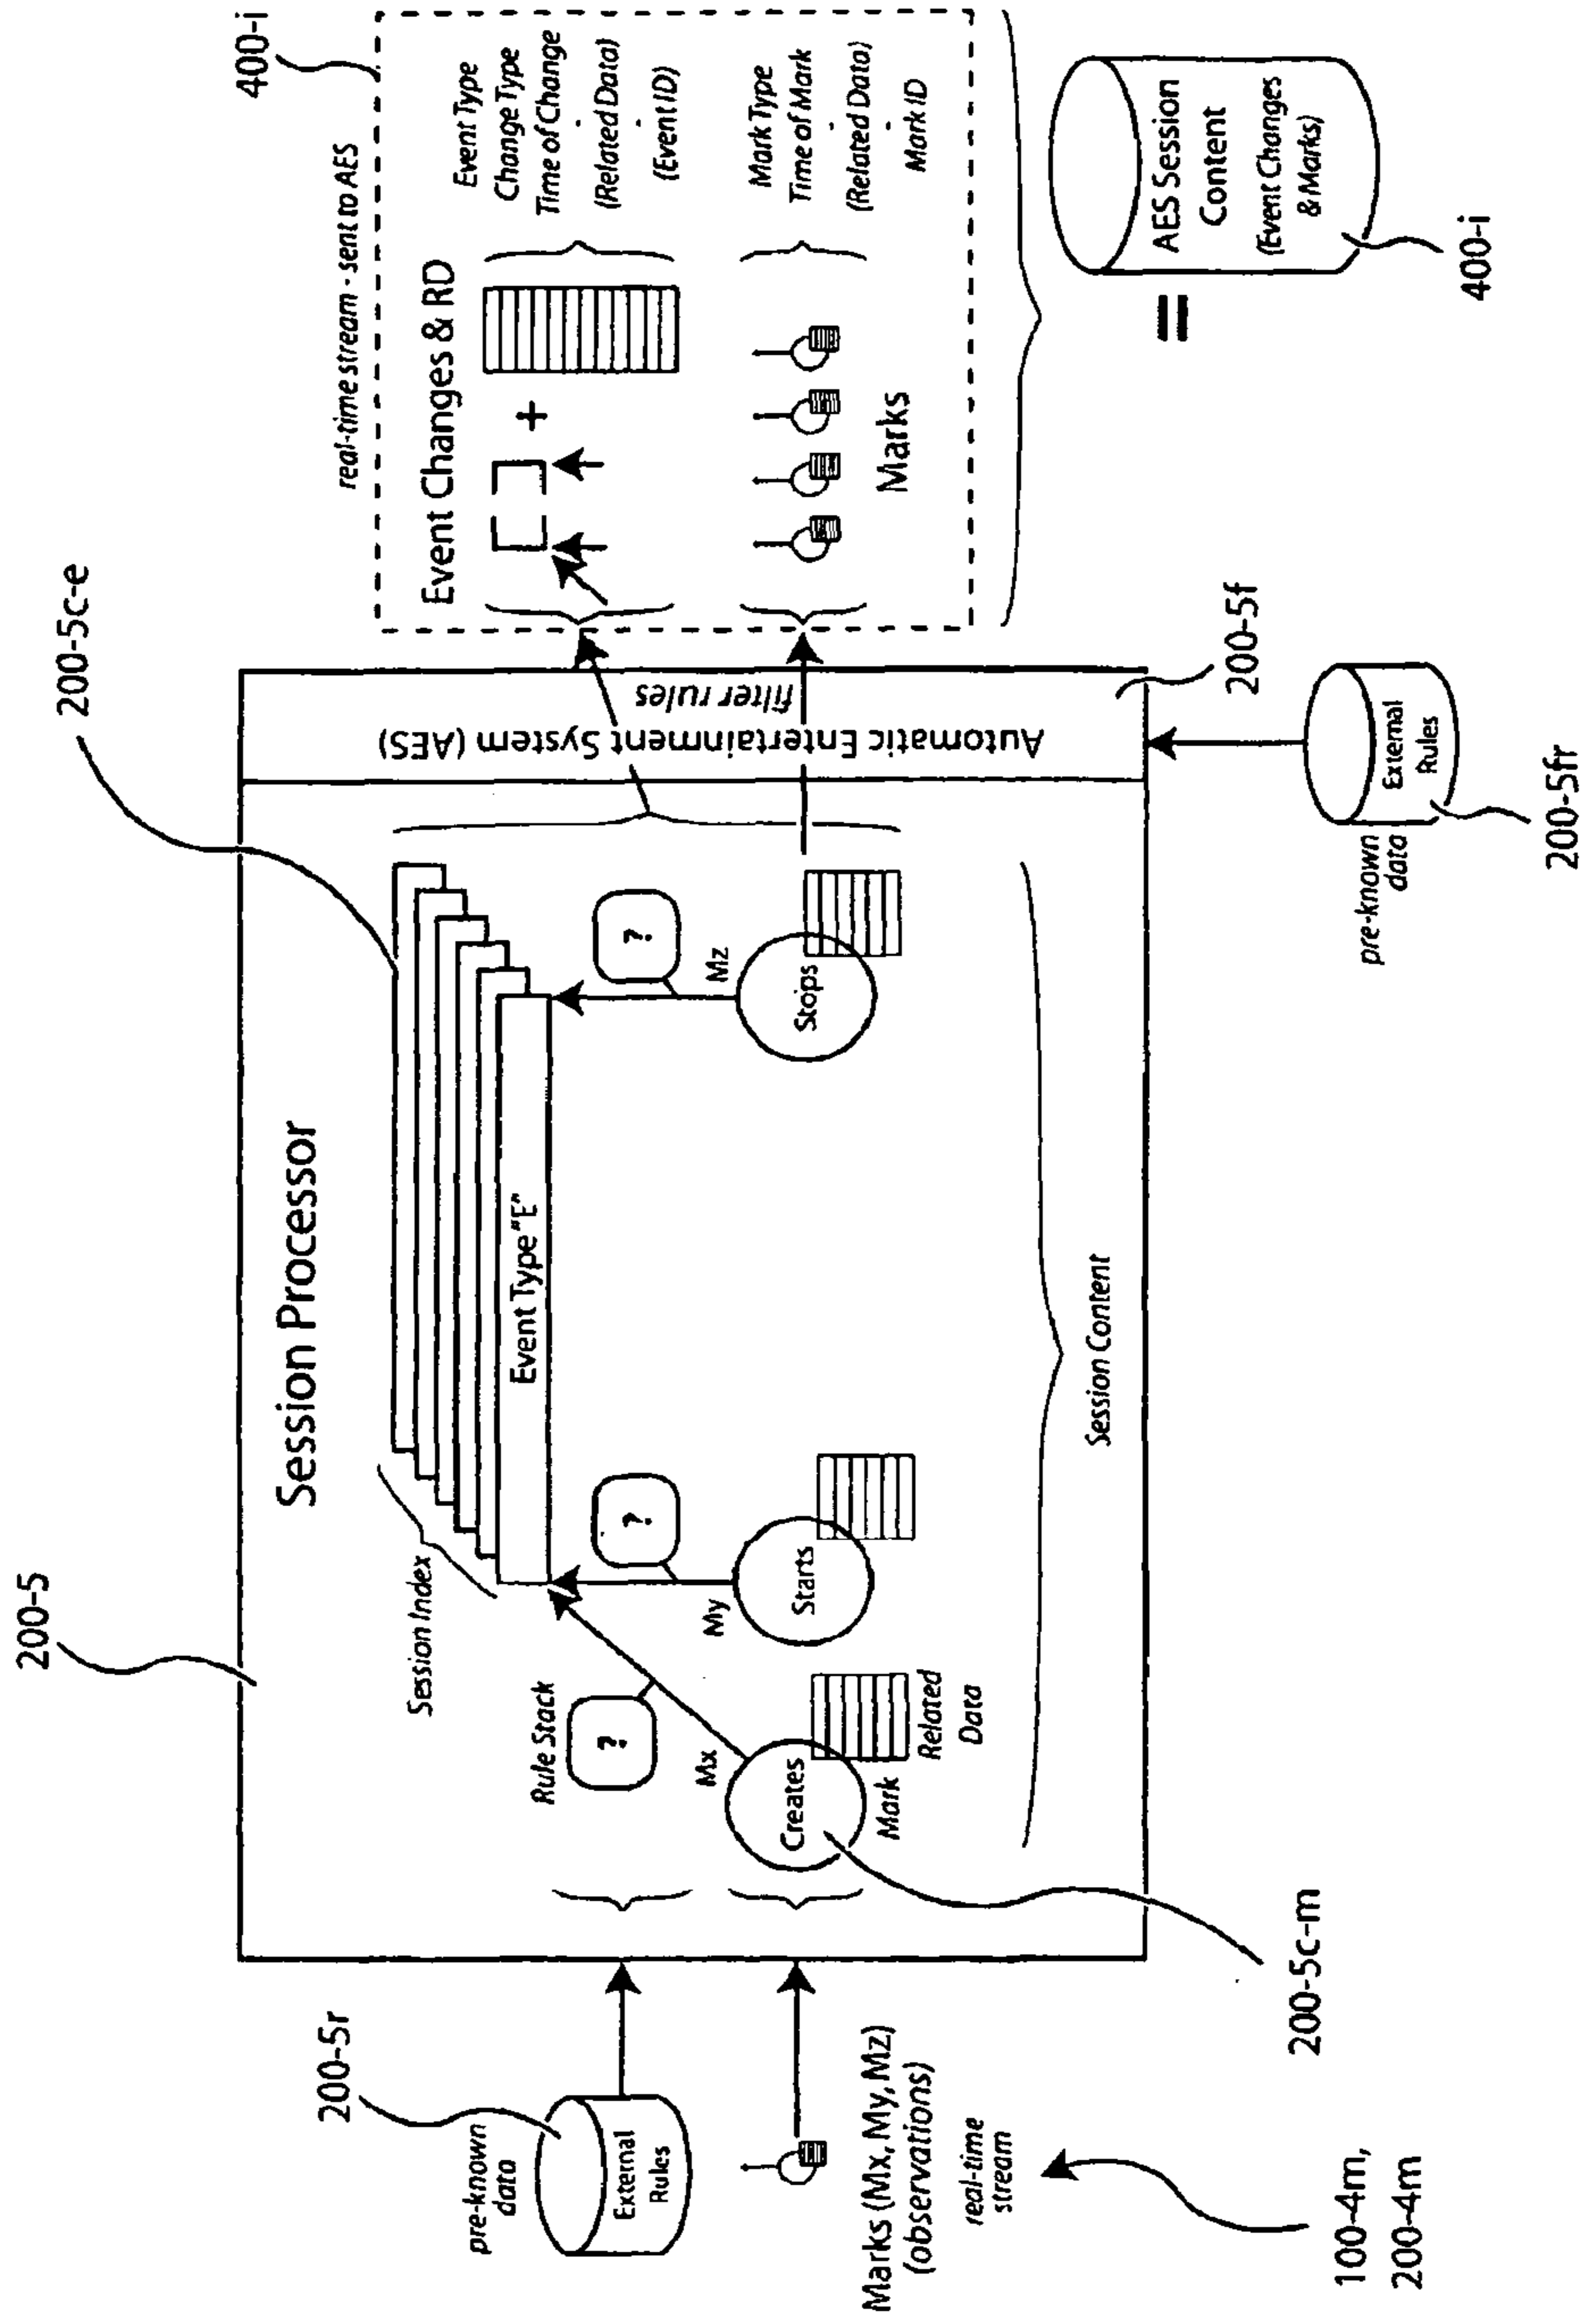 200-5
200-5c-e
400-i
real-time stream - sent to AES
Session Processor
Event Changes & RD
Event Type
Change Type
Time of Change
-
(Related Data)
-
(Event ID)
Session Index
Event Type "E"
200-5r
pre-known
data
External
Rules
Rule Stack
?
?
?
Mx
My
Mz
Creates
Starts
Stops
Mark
Related
Data
Automatic Entertainment System (AES)
filter rules
Marks
Mark Type
Time of Mark
-
(Related Data)
-
Mark ID
Marks (Mx, My, Mz)
(observations)
real-time
stream
Session Content
200-5f
AES Session
Content
(Event Changes
& Marks)
=
400-i
100-4m,
200-4m
200-5c-m
pre-known
data
External
Rules
200-5fr
+